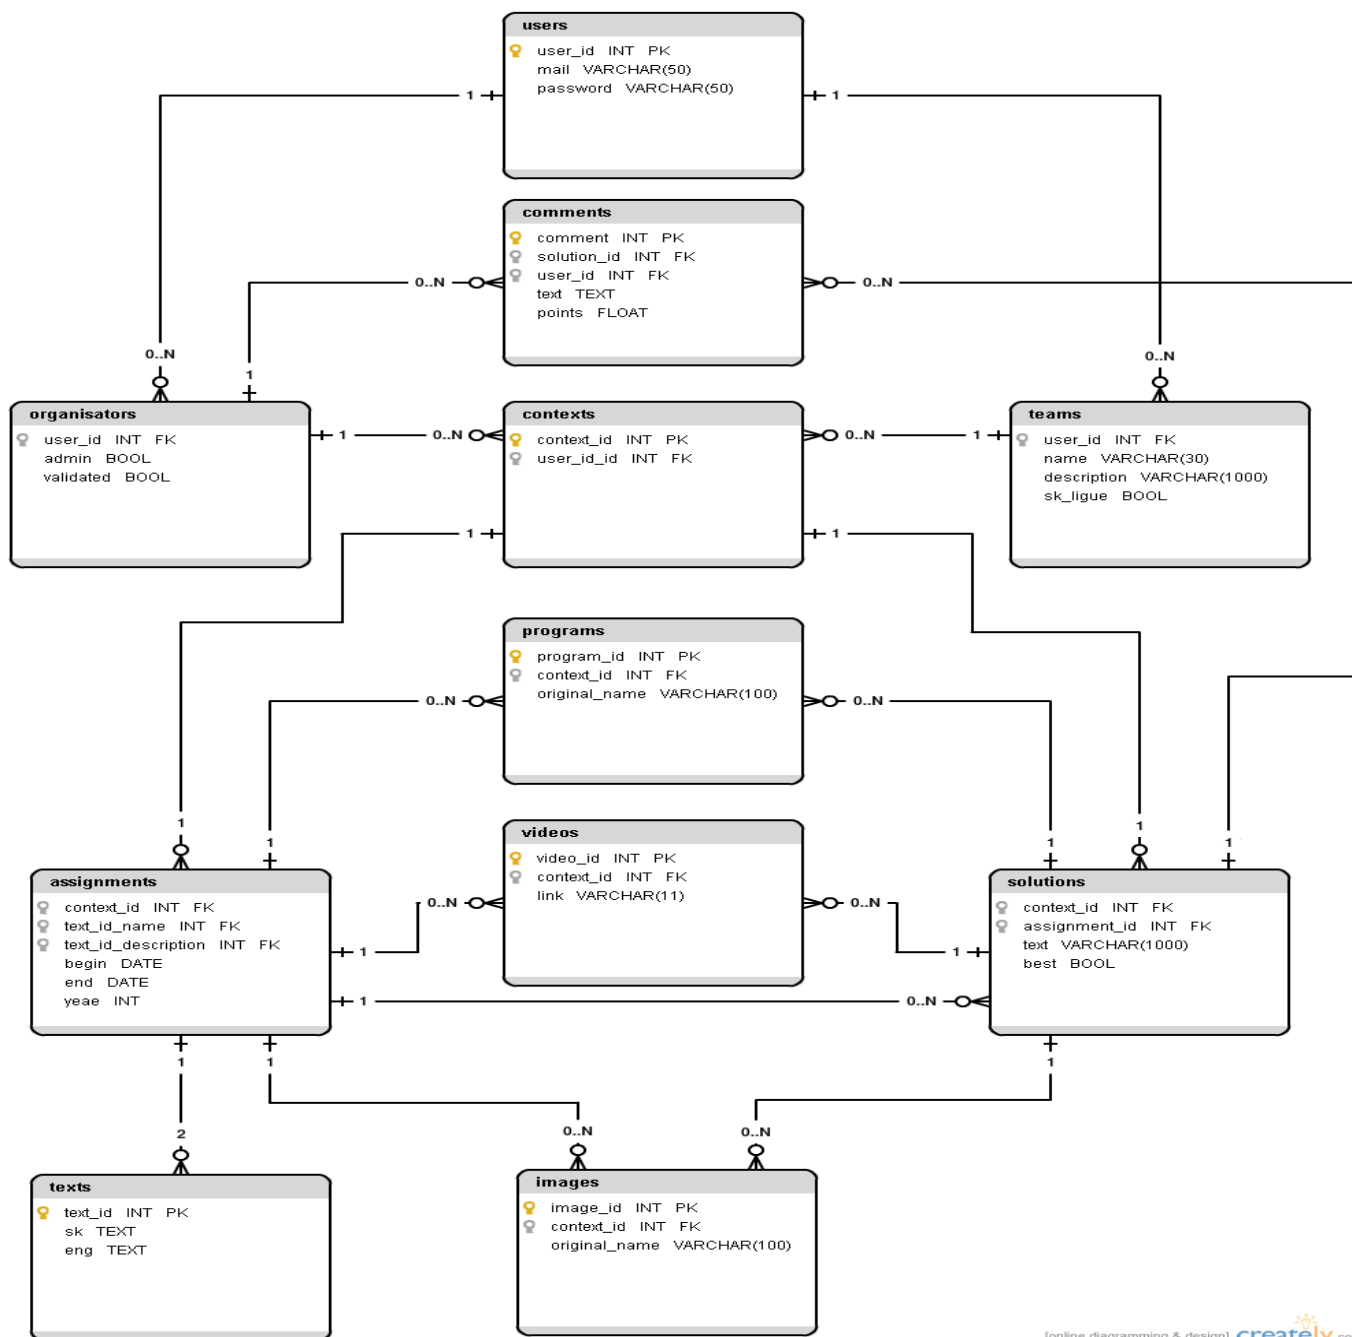 users
user_id INT PK
mail VARCHAR(50)
password VARCHAR(50)
1
1
comments
comment INT PK
solution_id INT FK
user_id INT FK
text TEXT
points FLOAT
0..N
0..N
0..N
1
0..N
organisators
user_id INT FK
admin BOOL
validated BOOL
1
0..N
contexts
context_id INT PK
user_id_id INT FK
0..N
1
teams
user_id INT FK
name VARCHAR(30)
description VARCHAR(1000)
sk_ligue BOOL
1
1
programs
program_id INT PK
context_id INT FK
original_name VARCHAR(100)
0..N
0..N
1
1
1
1
1
videos
video_id INT PK
context_id INT FK
link VARCHAR(11)
0..N
0..N
assignments
context_id INT FK
text_id_name INT FK
text_id_description INT FK
begin DATE
end DATE
yeae INT
1
1
solutions
context_id INT FK
assignment_id INT FK
text VARCHAR(1000)
best BOOL
1
0..N
1
1
1
2
0..N
0..N
texts
text_id INT PK
sk TEXT
eng TEXT
images
image_id INT PK
context_id INT FK
original_name VARCHAR(100)
[online diagramming & design] creately